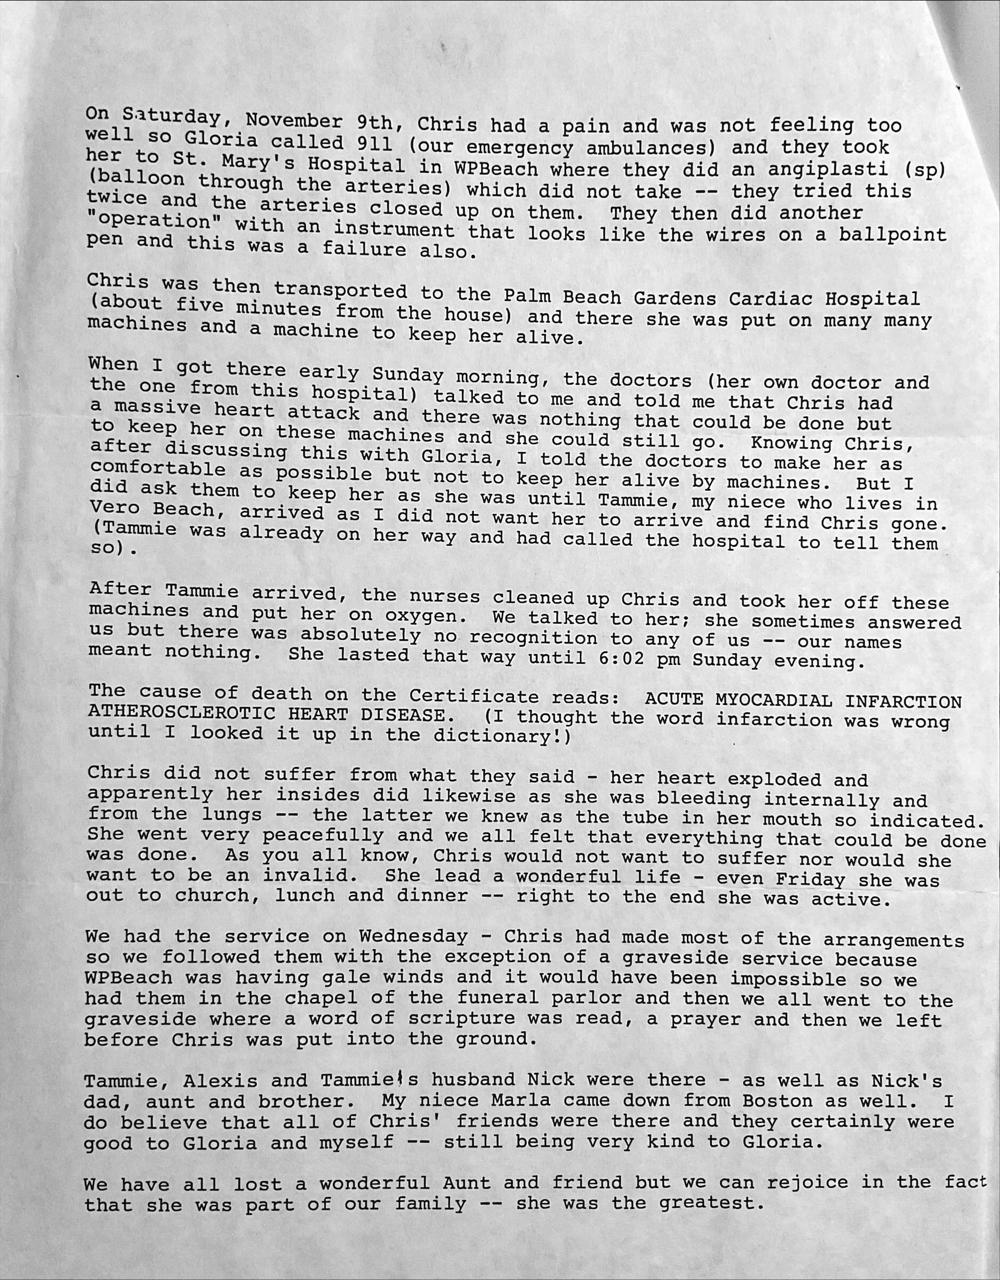 On Saturday, November 9th, Chris had a pain and was not feeling too
well so Gloria called 911 (our emergency ambulances) and they took
her to St. Mary's Hospital in WPBeach where they did an angiplasti (sp)
(balloon through the arteries) which did not take -- they tried this
twice and the arteries closed up on them.  They then did another
"operation" with an instrument that looks like the wires on a ballpoint
pen and this was a failure also.

Chris was then transported to the Palm Beach Gardens Cardiac Hospital
(about five minutes from the house) and there she was put on many many
machines and a machine to keep her alive.

When I got there early Sunday morning, the doctors (her own doctor and
the one from this hospital) talked to me and told me that Chris had
a massive heart attack and there was nothing that could be done but
to keep her on these machines and she could still go.  Knowing Chris,
after discussing this with Gloria, I told the doctors to make her as
comfortable as possible but not to keep her alive by machines.  But I
did ask them to keep her as she was until Tammie, my niece who lives in
Vero Beach, arrived as I did not want her to arrive and find Chris gone.
(Tammie was already on her way and had called the hospital to tell them
so).

After Tammie arrived, the nurses cleaned up Chris and took her off these
machines and put her on oxygen.  We talked to her; she sometimes answered
us but there was absolutely no recognition to any of us -- our names
meant nothing.  She lasted that way until 6:02 pm Sunday evening.

The cause of death on the Certificate reads:  ACUTE MYOCARDIAL INFARCTION
ATHEROSCLEROTIC HEART DISEASE.  (I thought the word infarction was wrong
until I looked it up in the dictionary!)

Chris did not suffer from what they said - her heart exploded and
apparently her insides did likewise as she was bleeding internally and
from the lungs -- the latter we knew as the tube in her mouth so indicated.
She went very peacefully and we all felt that everything that could be done
was done.  As you all know, Chris would not want to suffer nor would she
want to be an invalid.  She lead a wonderful life - even Friday she was
out to church, lunch and dinner -- right to the end she was active.

We had the service on Wednesday - Chris had made most of the arrangements
so we followed them with the exception of a graveside service because
WPBeach was having gale winds and it would have been impossible so we
had them in the chapel of the funeral parlor and then we all went to the
graveside where a word of scripture was read, a prayer and then we left
before Chris was put into the ground.

Tammie, Alexis and Tammie's husband Nick were there - as well as Nick's
dad, aunt and brother.  My niece Marla came down from Boston as well.  I
do believe that all of Chris' friends were there and they certainly were
good to Gloria and myself -- still being very kind to Gloria.

We have all lost a wonderful Aunt and friend but we can rejoice in the fact
that she was part of our family -- she was the greatest.